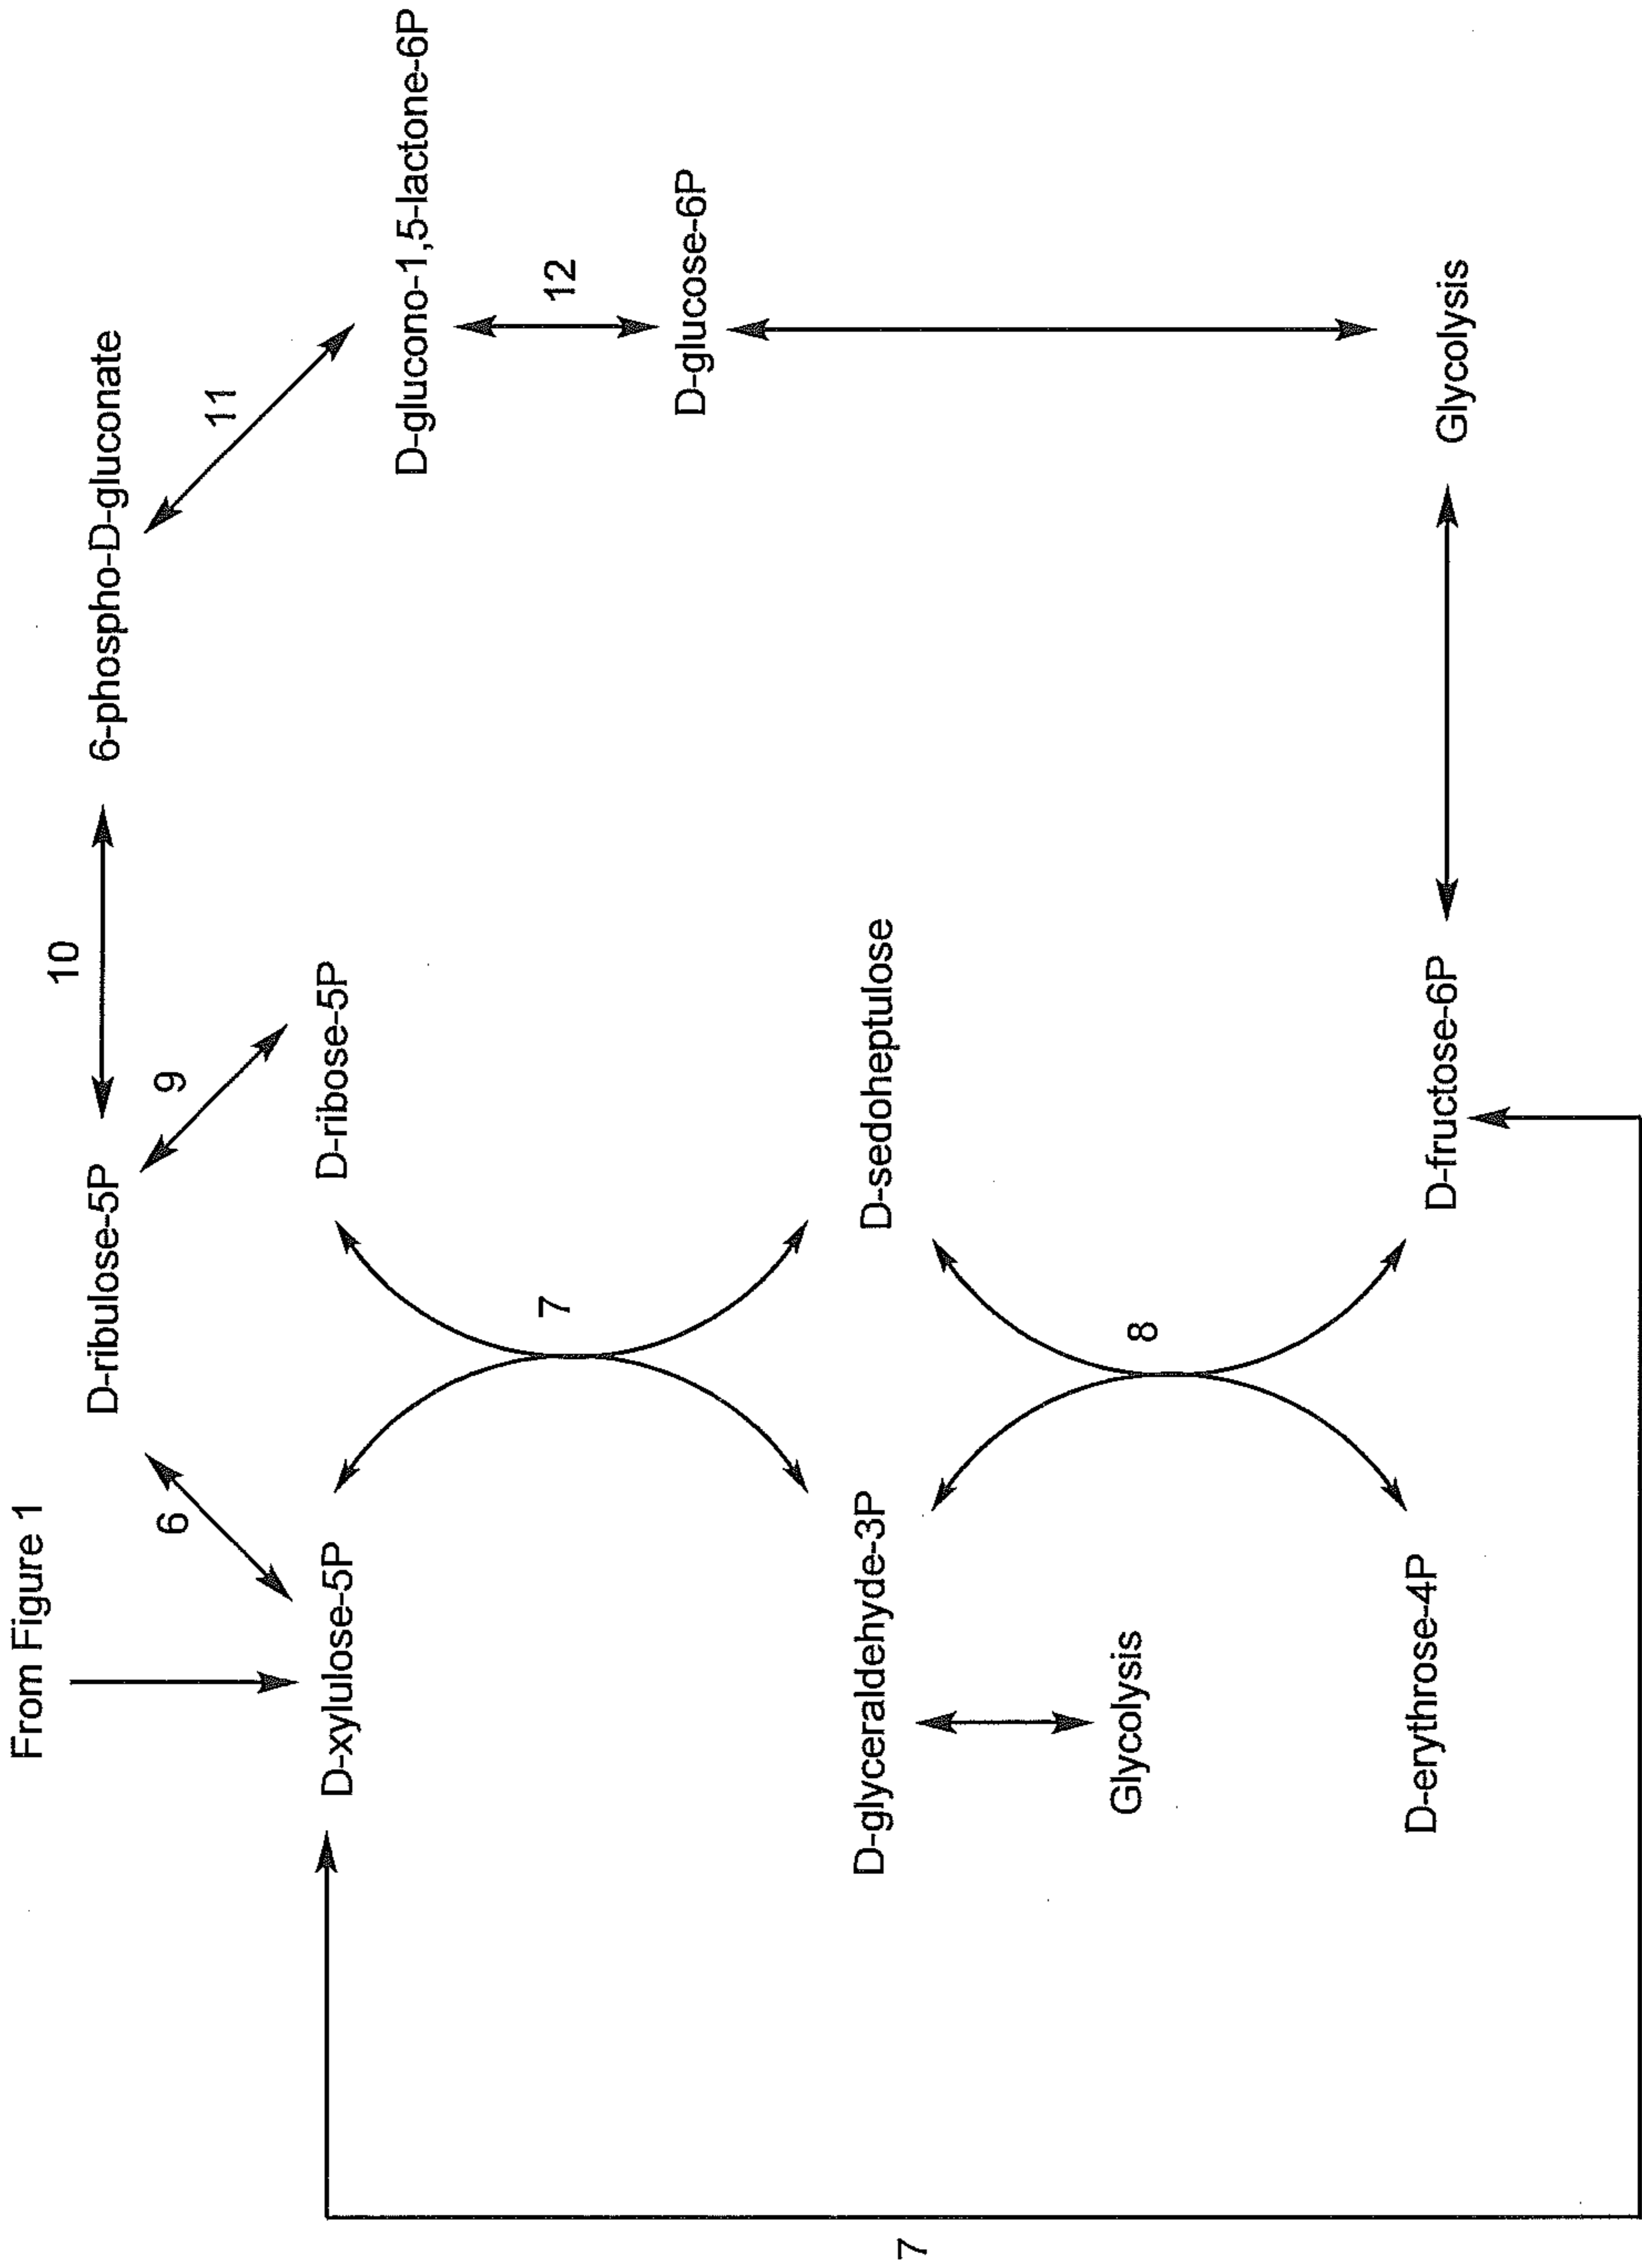 From Figure 1
D-ribulose-5P
10
6-phospho-D-gluconate
6
9
11
D-xylulose-5P
D-ribose-5P
D-glucono-1,5-lactone-6P
7
12
D-glucose-6P
D-glyceraldehyde-3P
D-sedoheptulose
7
Glycolysis
8
D-erythrose-4P
D-fructose-6P
Glycolysis